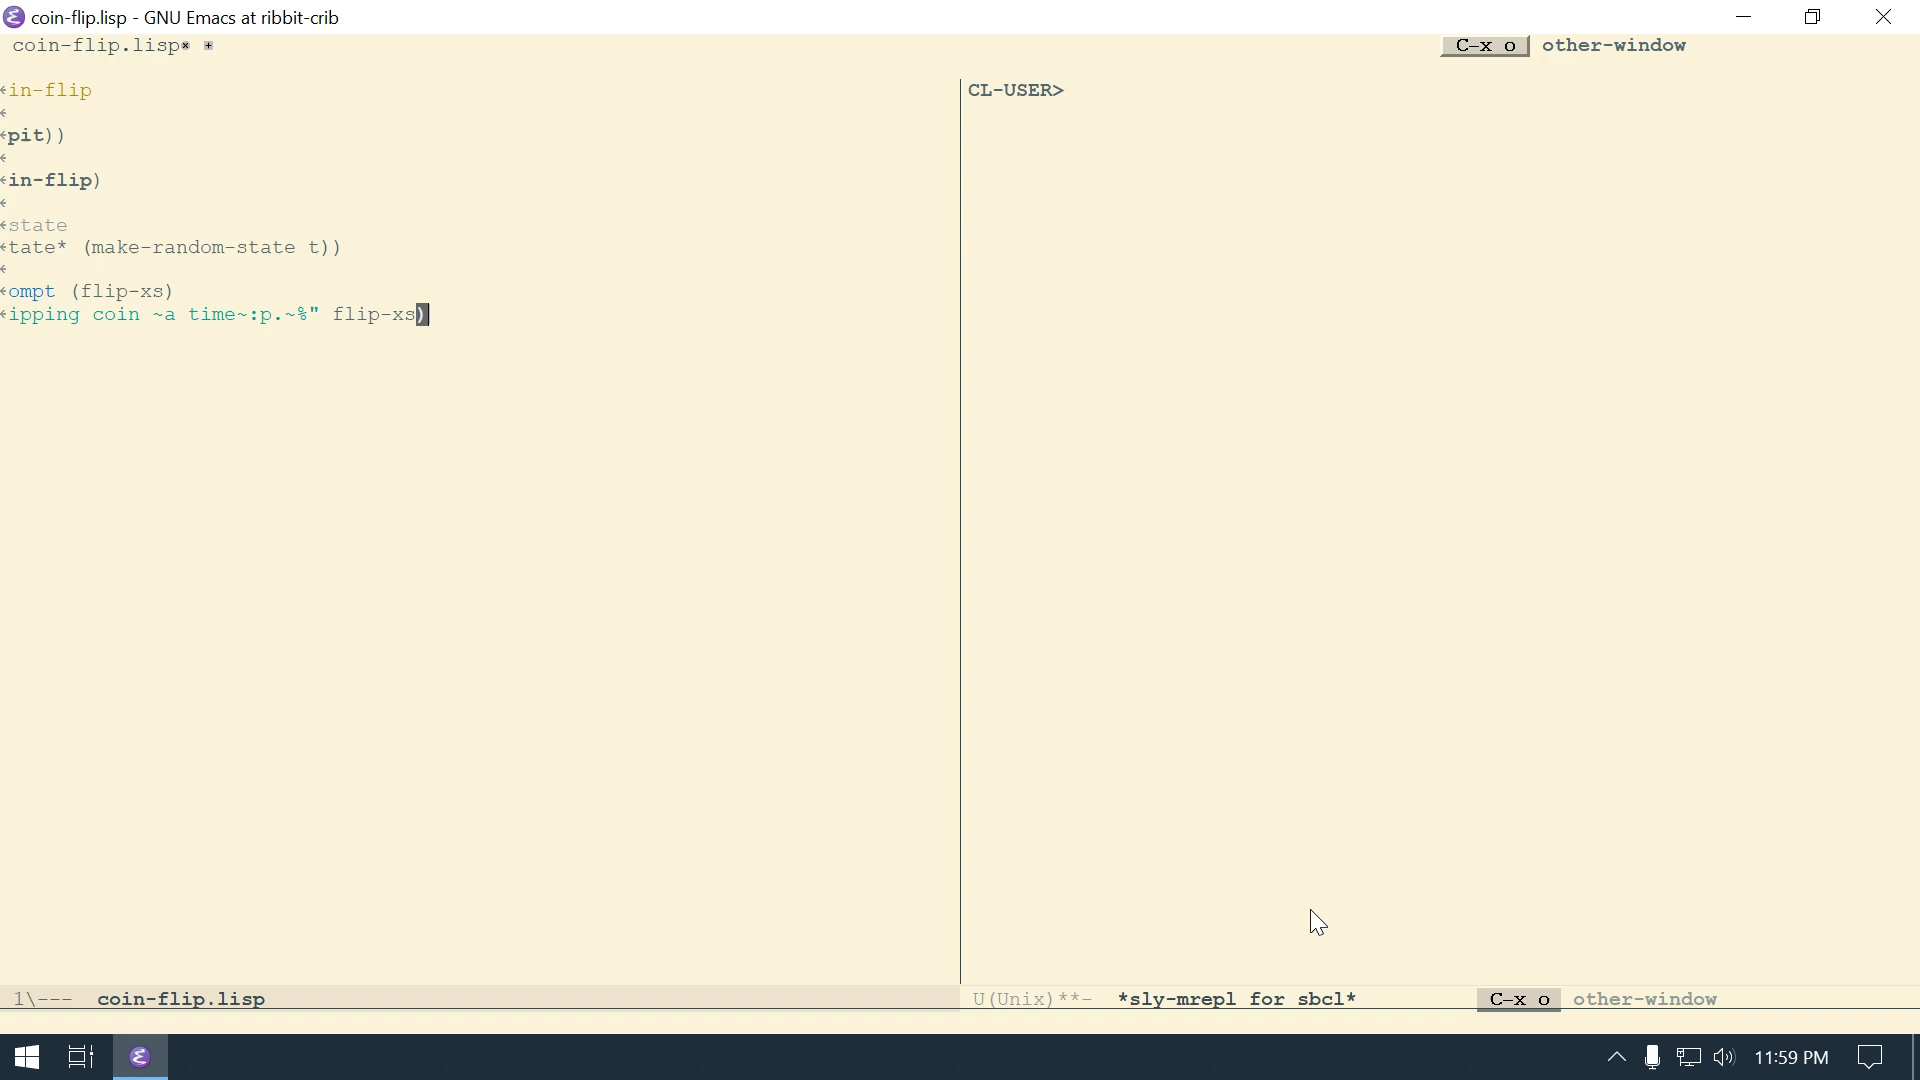 coin-flip.lisp - GNU Emacs at ribbit-crib
coin-flip.lisp
C-x o other-window
in-flip
pit))
in-flip)
state
tate* (make-random-state t))
ompt (flip-xs)
ipping coin ~a time~:p.~%" flip-xs)
CL-USER>
1\--- coin-flip.lisp
U(Unix)**- *sly-mrepl for sbcl* C-x o other-window
11:59 PM